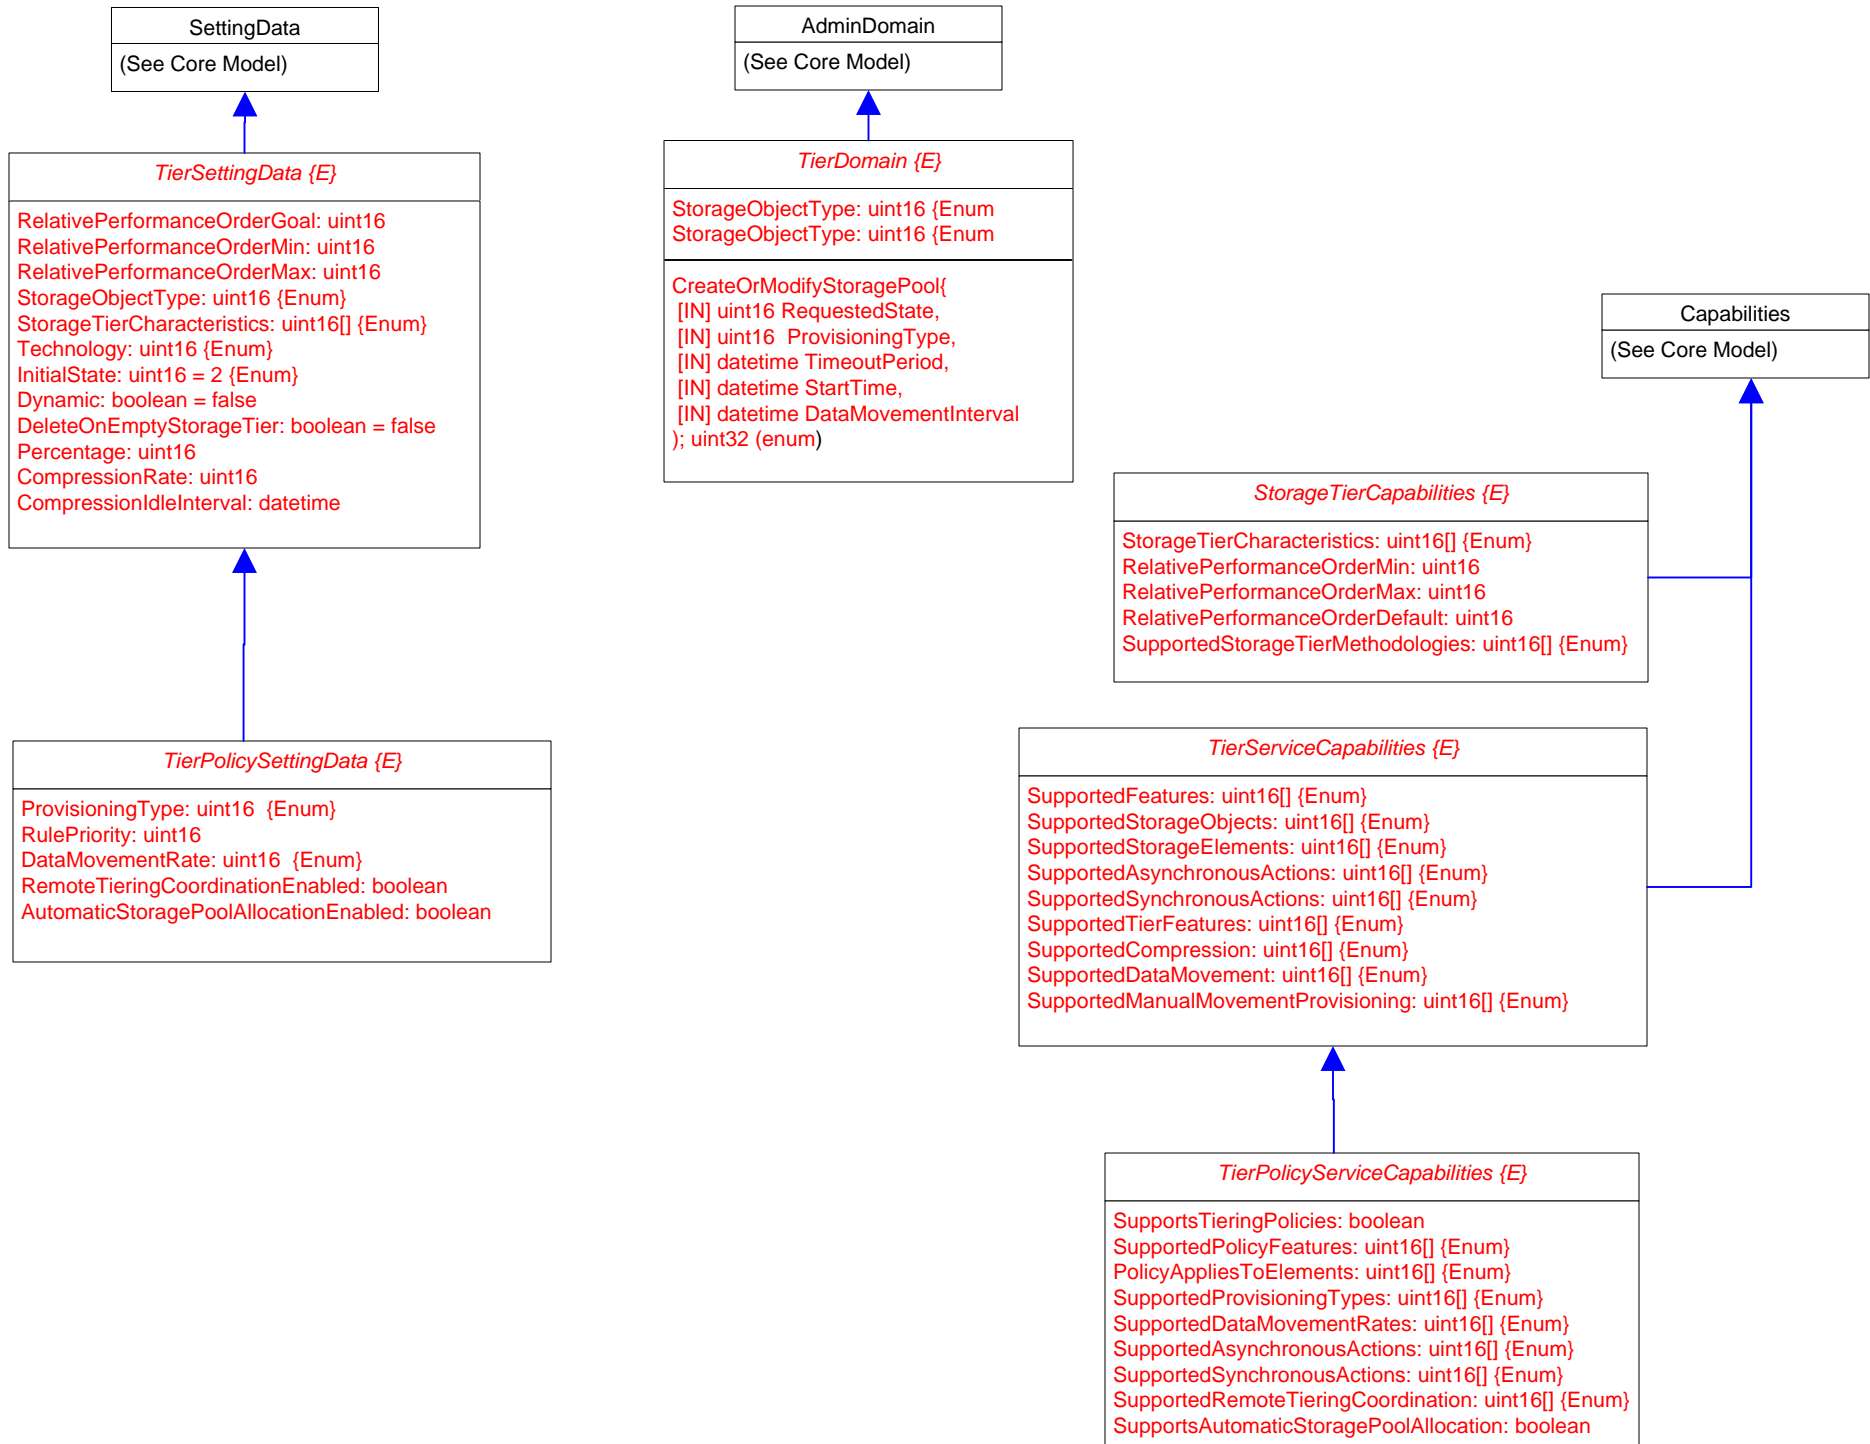 SettingData
(See Core Model)
AdminDomain
(See Core Model)
TierSettingData {E}
RelativePerformanceOrderGoal: uint16
RelativePerformanceOrderMin: uint16
RelativePerformanceOrderMax: uint16
StorageObjectType: uint16 {Enum}
StorageTierCharacteristics: uint16[] {Enum}
Technology: uint16 {Enum}
InitialState: uint16 = 2 {Enum}
Dynamic: boolean = false
DeleteOnEmptyStorageTier: boolean = false
Percentage: uint16
CompressionRate: uint16
CompressionIdleInterval: datetime
TierDomain {E}
StorageObjectType: uint16 {Enum
StorageObjectType: uint16 {Enum
CreateOrModifyStoragePool{
[IN] uint16 RequestedState,
[IN] uint16  ProvisioningType,
[IN] datetime TimeoutPeriod,
[IN] datetime StartTime,
[IN] datetime DataMovementInterval
); uint32 (enum)
Capabilities
(See Core Model)
StorageTierCapabilities {E}
StorageTierCharacteristics: uint16[] {Enum}
RelativePerformanceOrderMin: uint16
RelativePerformanceOrderMax: uint16
RelativePerformanceOrderDefault: uint16
SupportedStorageTierMethodologies: uint16[] {Enum}
TierPolicySettingData {E}
ProvisioningType: uint16  {Enum}
RulePriority: uint16
DataMovementRate: uint16  {Enum}
RemoteTieringCoordinationEnabled: boolean
AutomaticStoragePoolAllocationEnabled: boolean
TierServiceCapabilities {E}
SupportedFeatures: uint16[] {Enum}
SupportedStorageObjects: uint16[] {Enum}
SupportedStorageElements: uint16[] {Enum}
SupportedAsynchronousActions: uint16[] {Enum}
SupportedSynchronousActions: uint16[] {Enum}
SupportedTierFeatures: uint16[] {Enum}
SupportedCompression: uint16[] {Enum}
SupportedDataMovement: uint16[] {Enum}
SupportedManualMovementProvisioning: uint16[] {Enum}
TierPolicyServiceCapabilities {E}
SupportsTieringPolicies: boolean
SupportedPolicyFeatures: uint16[] {Enum}
PolicyAppliesToElements: uint16[] {Enum}
SupportedProvisioningTypes: uint16[] {Enum}
SupportedDataMovementRates: uint16[] {Enum}
SupportedAsynchronousActions: uint16[] {Enum}
SupportedSynchronousActions: uint16[] {Enum}
SupportedRemoteTieringCoordination: uint16[] {Enum}
SupportsAutomaticStoragePoolAllocation: boolean